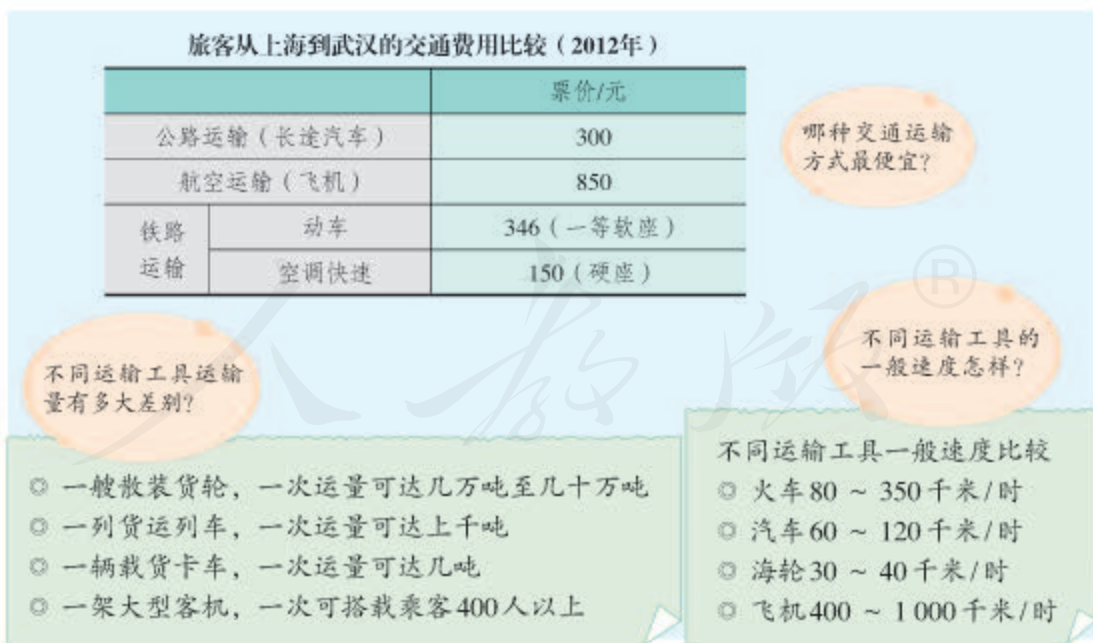 旅客从上海到武汉的交通费用比较（2012年）
票价/元
公路运输（长途汽车） 300
航空运输（飞机） 850
铁路
运输
动车 346（一等软座）
空调快速 150（硬座）
哪种交通运输
方式最便宜?
不同运输工具运输
量有多大差别?
不同运输工具的
一般速度怎样?
◎ 一艘散装货轮，一次运量可达几万吨至几十万吨
◎ 一列货运列车，一次运量可达上千吨
◎ 一辆载货卡车，一次运量可达几吨
◎ 一架大型客机，一次可搭载乘客400人以上
不同运输工具一般速度比较
◎ 火车80 ~ 350千米/时
◎ 汽车60 ~ 120千米/时
◎ 海轮30 ~ 40千米/时
◎ 飞机400 ~ 1 000千米/时
人教版®